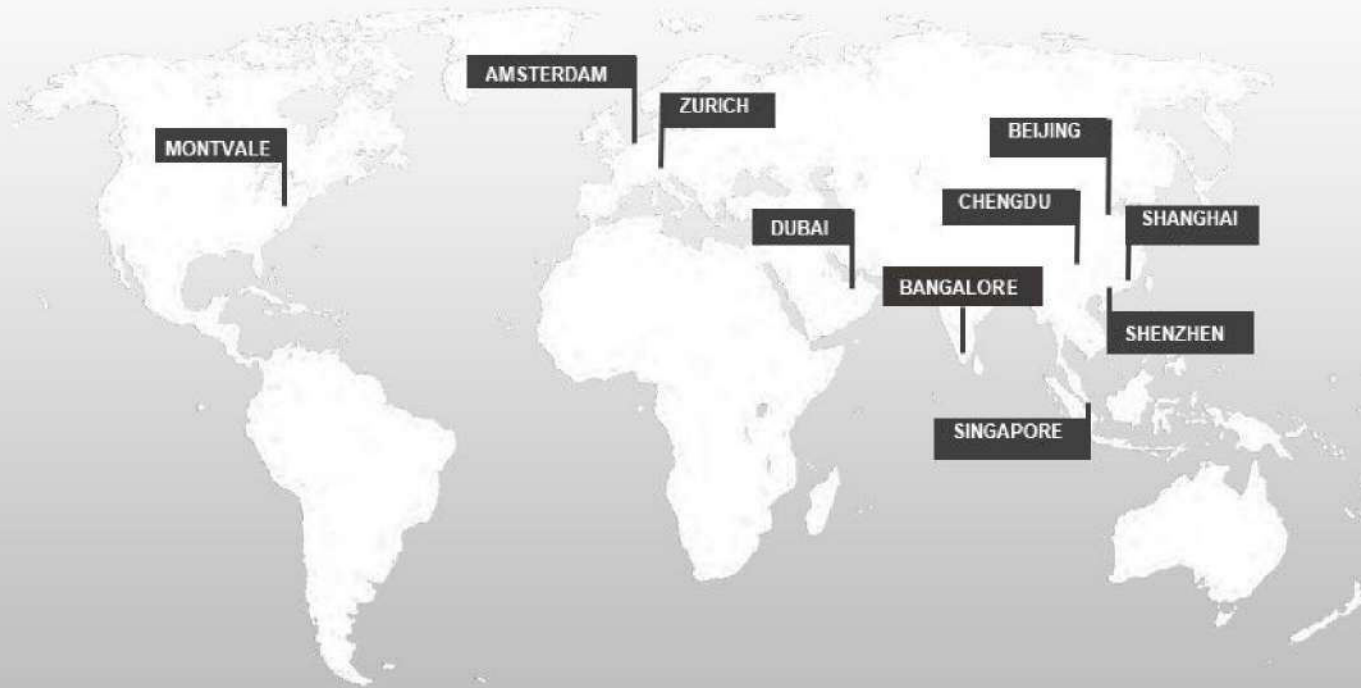 AMSTERDAM
ZURICH
BEIJING
MONTVALE
CHENGDU
SHANGHAI
DUBAI
BANGALORE
SHENZHEN
SINGAPORE